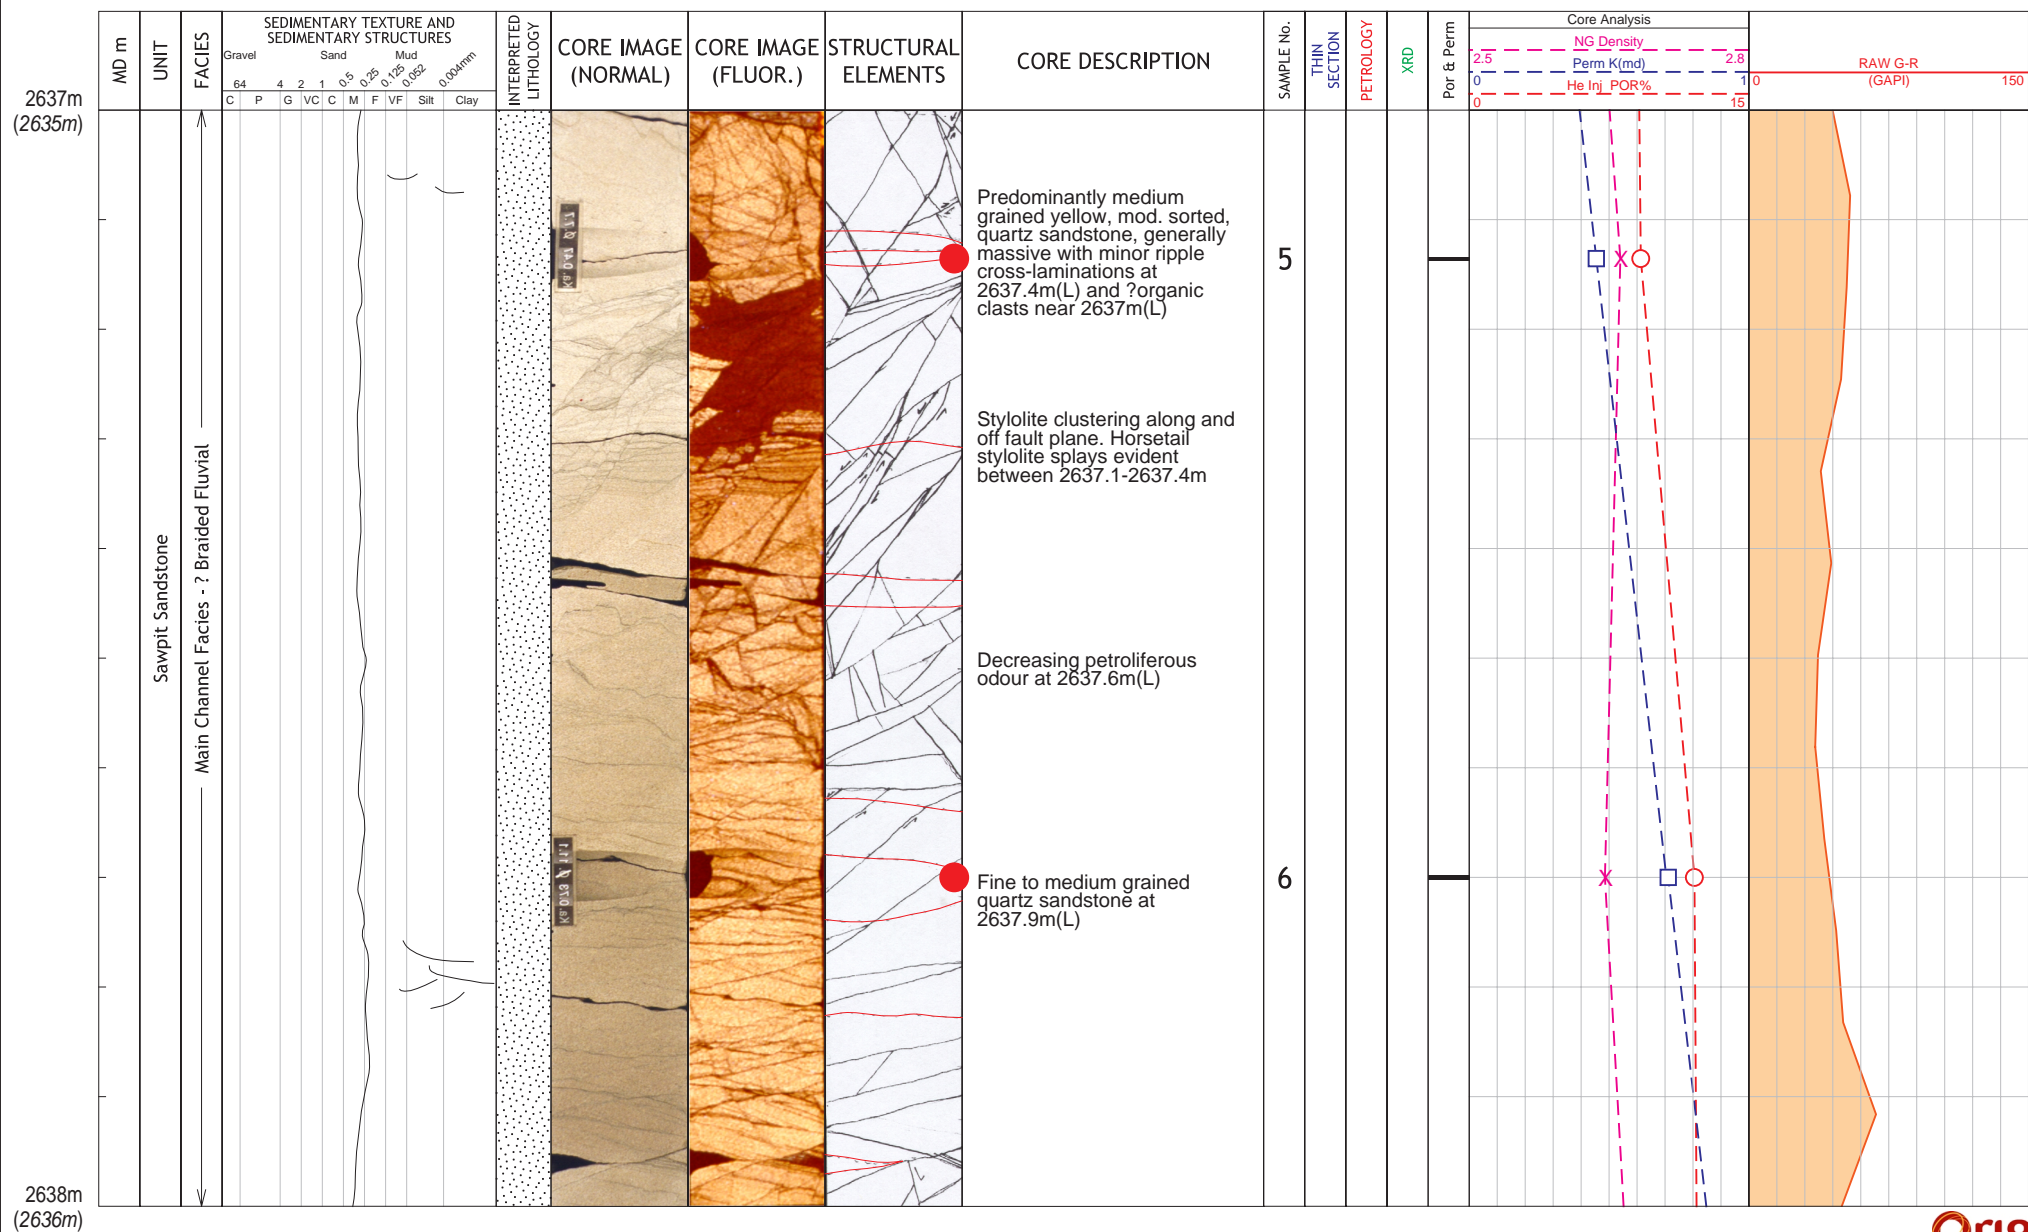 MD m
UNIT
FACIES
SEDIMENTARY TEXTURE AND
SEDIMENTARY STRUCTURES
Gravel Sand Mud
64 4 2 1 0.5 0.25 0.125 0.052 0.004mm
C P G VC C M F VF Silt Clay
INTERPRETED
LITHOLOGY
CORE IMAGE
(NORMAL)
CORE IMAGE
(FLUOR.)
STRUCTURAL
ELEMENTS
CORE DESCRIPTION
SAMPLE No.
THIN
SECTION
PETROLOGY
XRD
Por & Perm
Core Analysis
NG Density
2.5 2.8
Perm K(md)
0 1
He Inj POR%
0 15
RAW G-R
(GAPI)
0 150
2637m
(2635m)
Sawpit Sandstone
Main Channel Facies - ? Braided Fluvial
Predominantly medium
grained yellow, mod. sorted,
quartz sandstone, generally
massive with minor ripple
cross-laminations at
2637.4m(L) and ?organic
clasts near 2637m(L)
5
Stylolite clustering along and
off fault plane. Horsetail
stylolite splays evident
between 2637.1-2637.4m
Decreasing petroliferous
odour at 2637.6m(L)
Fine to medium grained
quartz sandstone at
2637.9m(L)
6
2638m
(2636m)